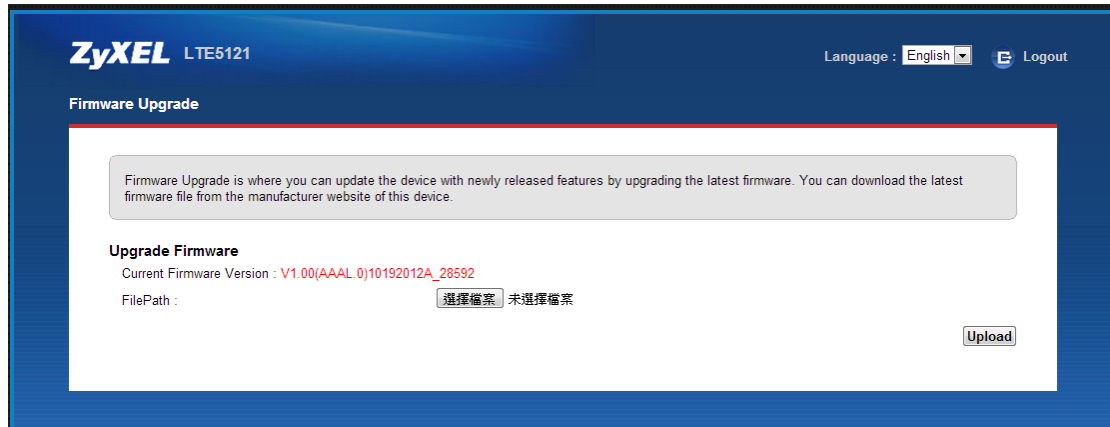 ZyXEL LTE5121
Language : English
Logout
Firmware Upgrade
Firmware Upgrade is where you can update the device with newly released features by upgrading the latest firmware. You can download the latest
firmware file from the manufacturer website of this device.
Upgrade Firmware
Current Firmware Version : V1.00(AAAL.0)10192012A_28592
FilePath : 選擇檔案 未選擇檔案
Upload